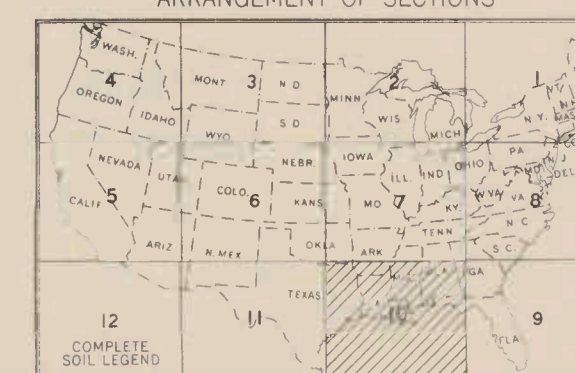 ARRANGEMENT OF SECTIONS
WASH.
4
OREGON
IDAHO
MONT
3
N D
S D
WYO.
2
MINN
WIS
MICH
1
VT.
N.Y.
NEVADA
UTAH
5
CALIF
ARIZ
NEBR.
COLO.
6
KANS
N. MEX
OKLA
IOWA
ILL.
IND
OHIO
MO
7
KY.
TENN
ARK
PA
N J
DEL
MD
W.VA
VA
8
N C
S C.
12
COMPLETE
SOIL LEGEND
TEXAS
11
10
GA
9
FLA